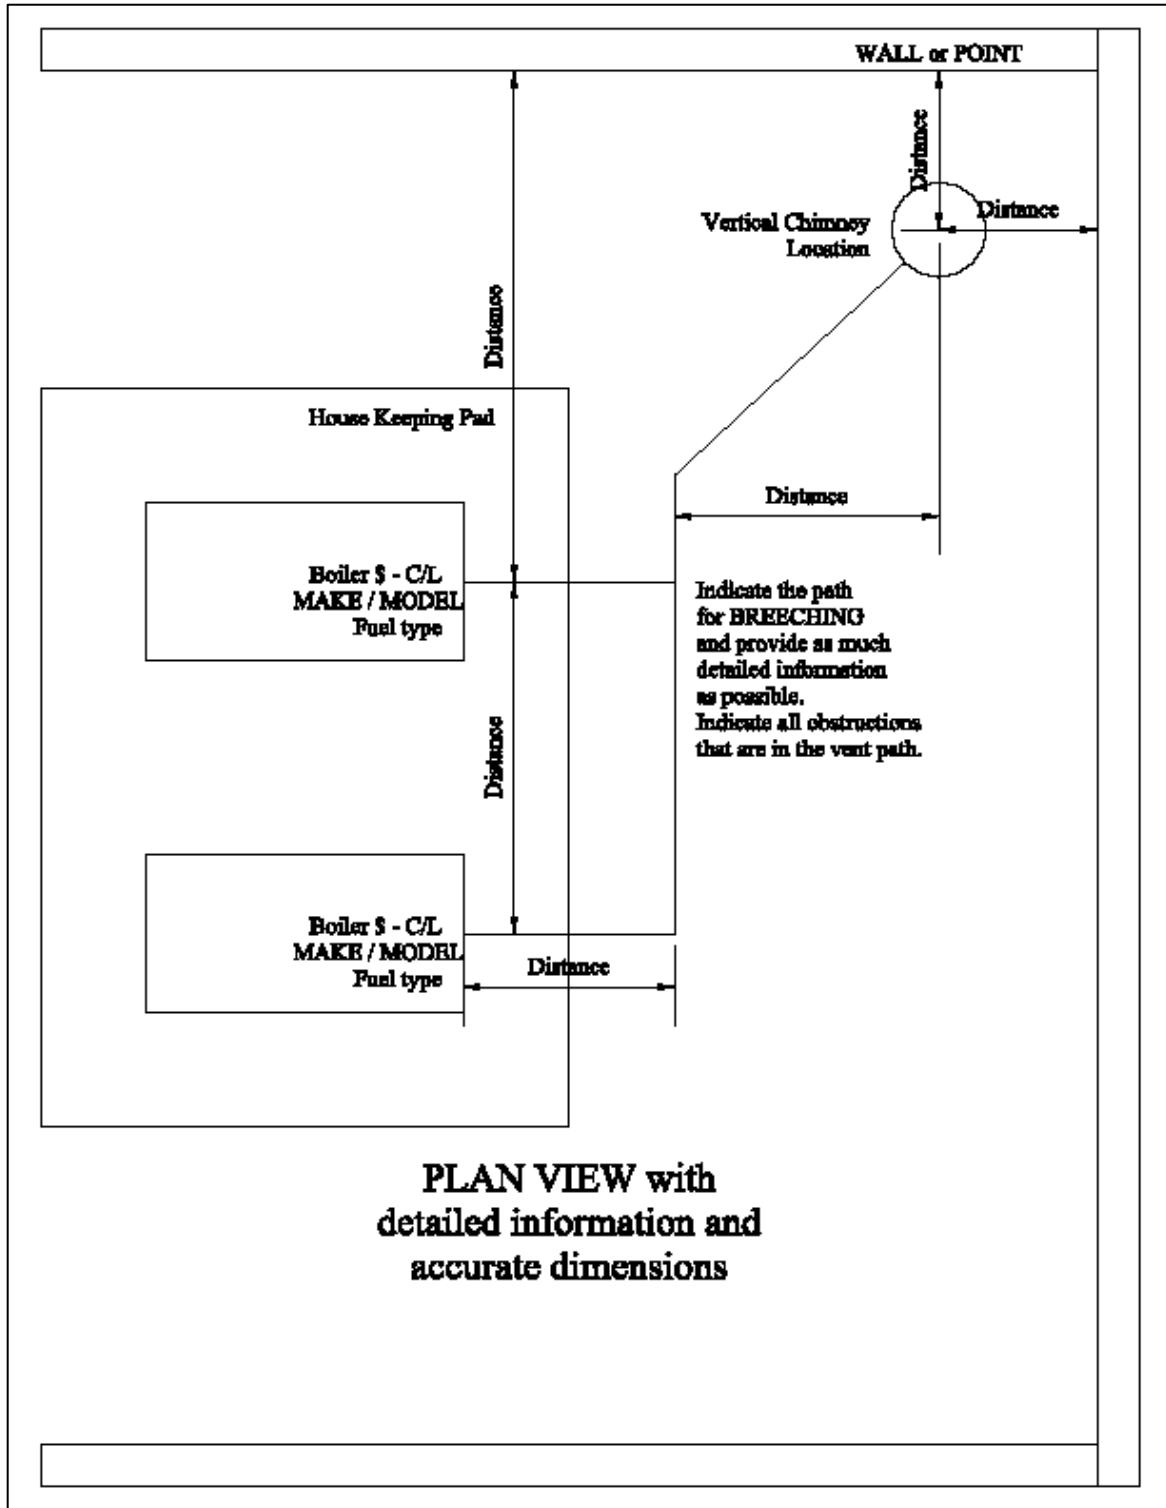 WALL or POINT
Distance
Distance
Vertical Chimney
Location
Distance
House Keeping Pad
Distance
Boiler $ - C/L
MAKE / MODEL
Fuel type
Indicate the path
for BREECHING
and provide as much
detailed information
as possible.
Indicate all obstructions
that are in the vent path.
Distance
Boiler $ - C/L
MAKE / MODEL
Fuel type
Distance
PLAN VIEW with
detailed information and
accurate dimensions